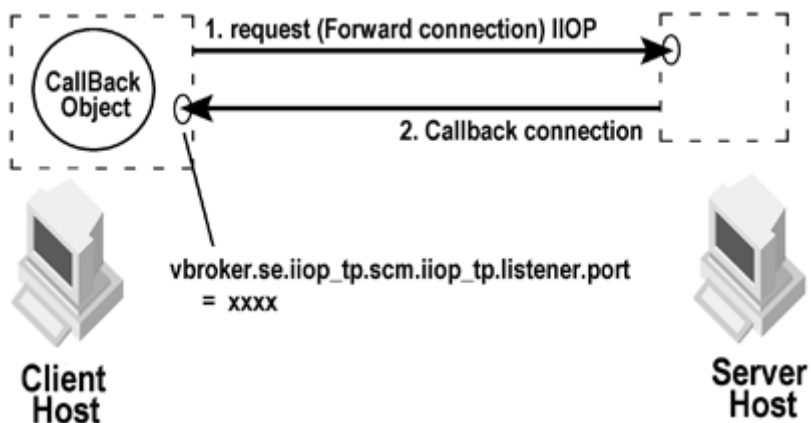 1. request (Forward connection) IIOP
CallBack
Object
2. Callback connection
vbroker.se.iiop_tp.scm.iiop_tp.listener.port
= xxxx
Client
Host
Server
Host